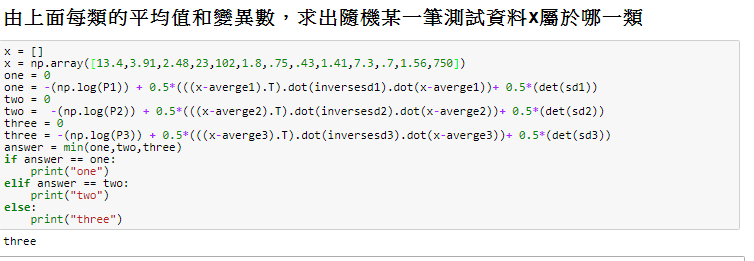 由上面每類的平均值和變異數，求出隨機某一筆測試資料x屬於哪一類
x = []
x = np.array([13.4,3.91,2.48,23,102,1.8,.75,.43,1.41,7.3,.7,1.56,750])
one = 0
one = -(np.log(P1)) + 0.5*(((x-averge1).T).dot(inversesd1).dot(x-averge1))+ 0.5*(det(sd1))
two = 0
two =  -(np.log(P2)) + 0.5*(((x-averge2).T).dot(inversesd2).dot(x-averge2))+ 0.5*(det(sd2))
three = 0
three = -(np.log(P3)) + 0.5*(((x-averge3).T).dot(inversesd3).dot(x-averge3))+ 0.5*(det(sd3))
answer = min(one,two,three)
if answer == one:
    print("one")
elif answer == two:
    print("two")
else:
    print("three")
three